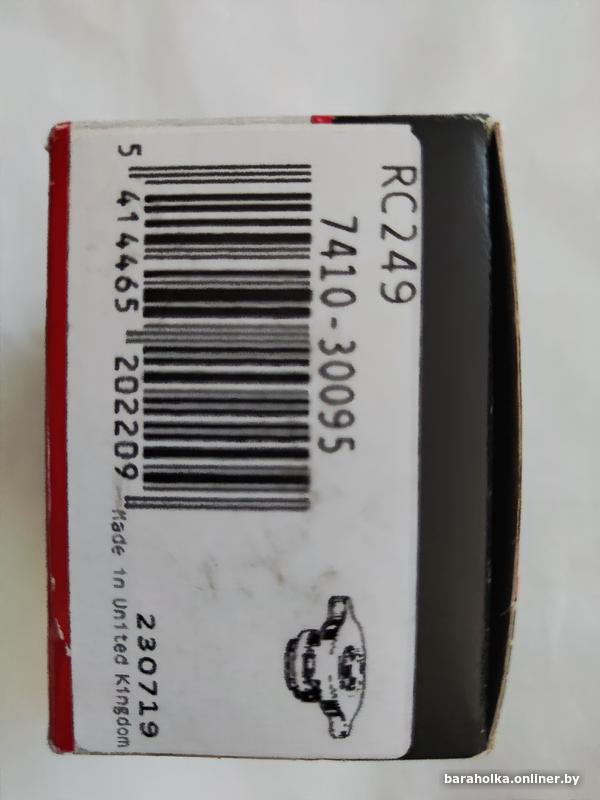 RC249
7410-30095
5 414465 202209
230719
Made in United Kingdom
baraholka.onliner.by